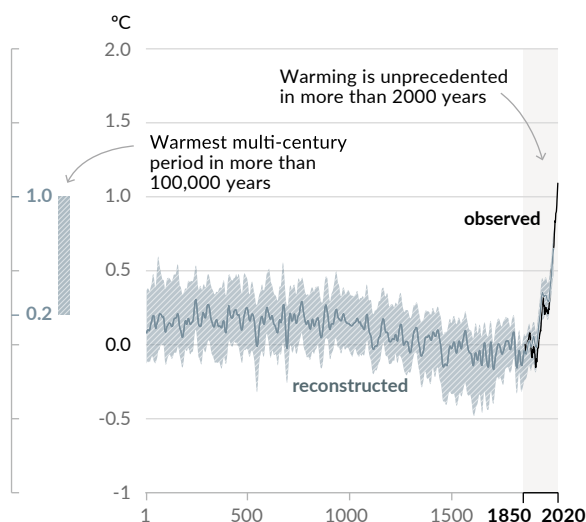 °C
2.0
Warming is unprecedented
in more than 2000 years
1.5
Warmest multi-century
period in more than
100,000 years
1.0
1.0
observed
0.5
0.2
0.0
reconstructed
-0.5
-1
1 500 1000 1500 1850 2020